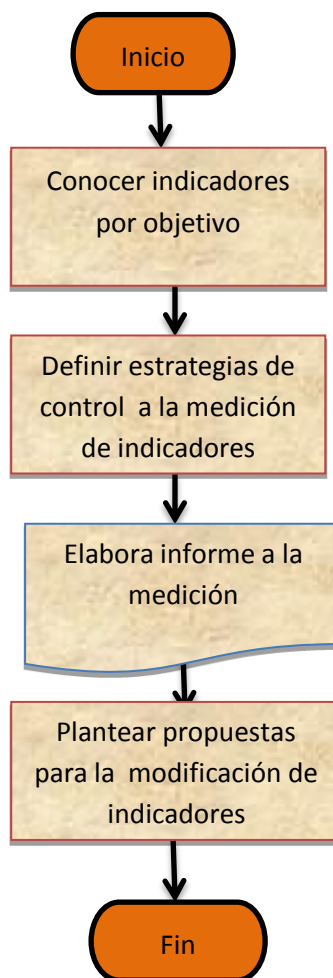 Inicio
Conocer indicadores
por objetivo
Definir estrategias de
control a la medición
de indicadores
Elabora informe a la
medición
Plantear propuestas
para la modificación de
indicadores
Fin